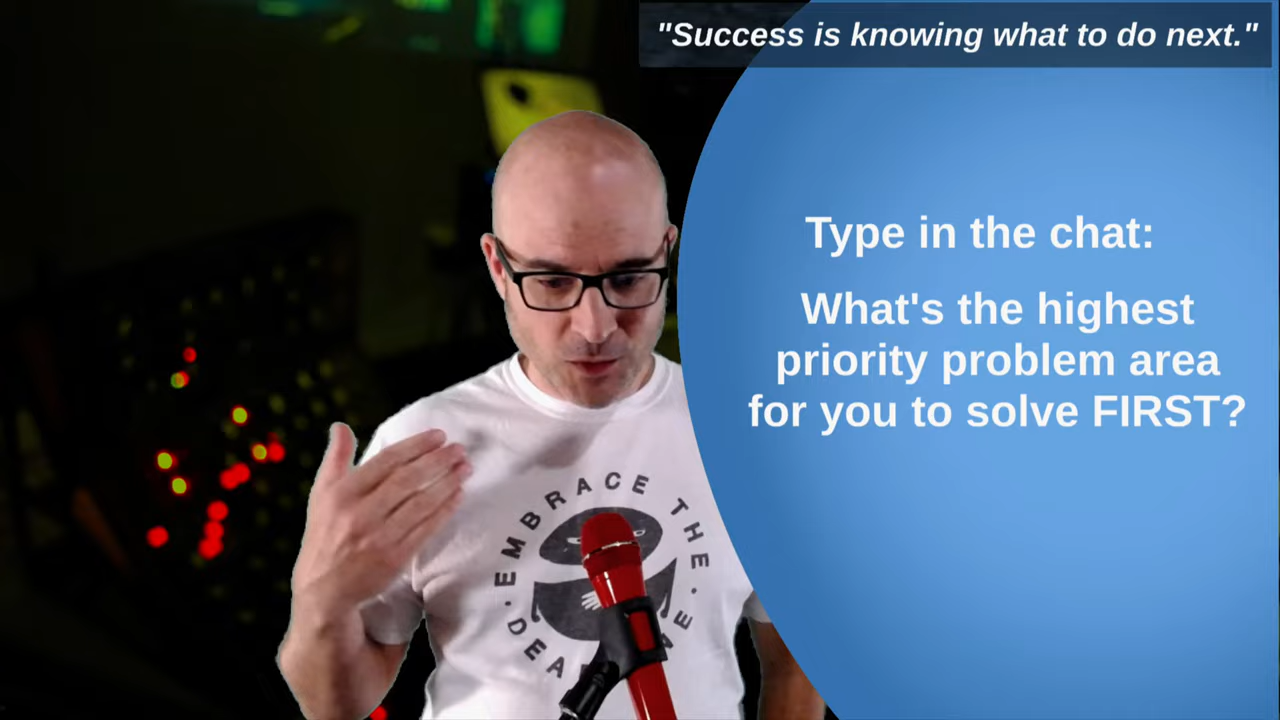 "Success is knowing what to do next."
Type in the chat:
What's the highest
priority problem area
for you to solve FIRST?
EMBRACE THE